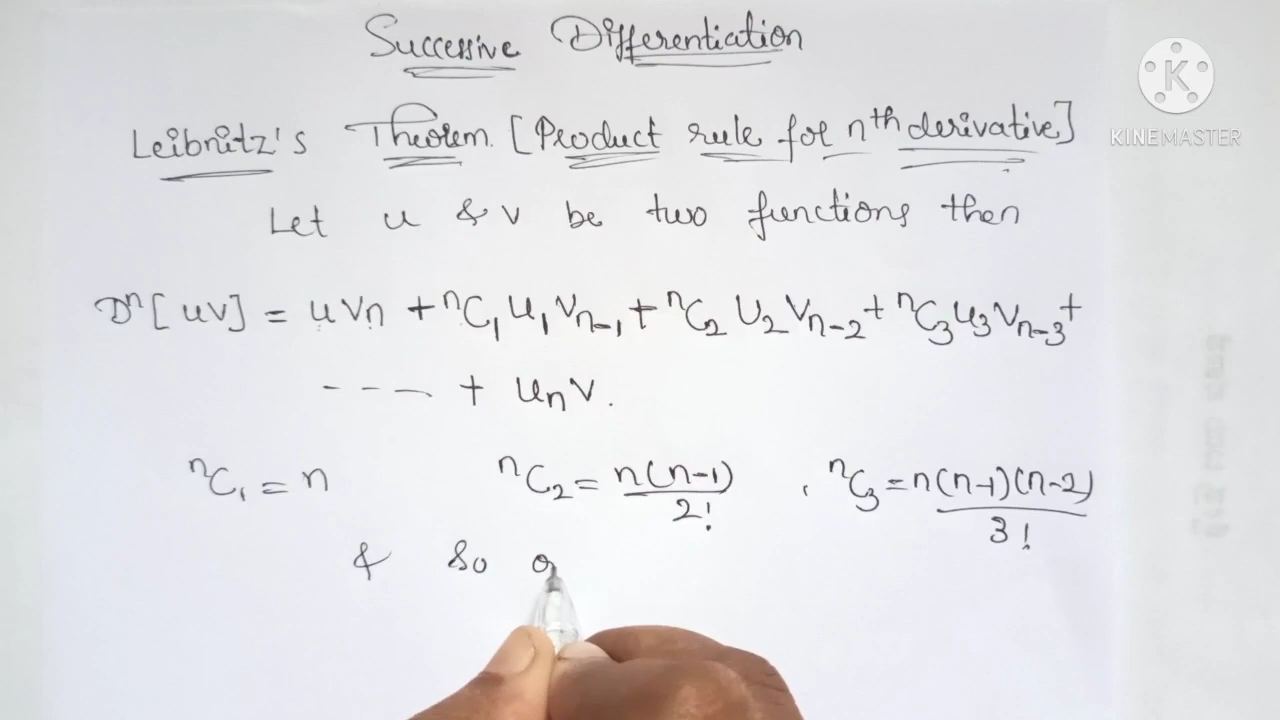 Successive Differentiation
K
KINEMASTER
Leibnitz's Theorem. [Product rule for nth derivative]
Let u & v be two functions then
Dⁿ[uv] = uvₙ + ⁿC₁u₁vₙ₋₁ + ⁿC₂u₂vₙ₋₂ + ⁿC₃u₃vₙ₋₃ +
---- + uₙv.
ⁿC₁ = n ⁿC₂ = n(n-1)/2! , ⁿC₃ = n(n-1)(n-2)/3!
& so o